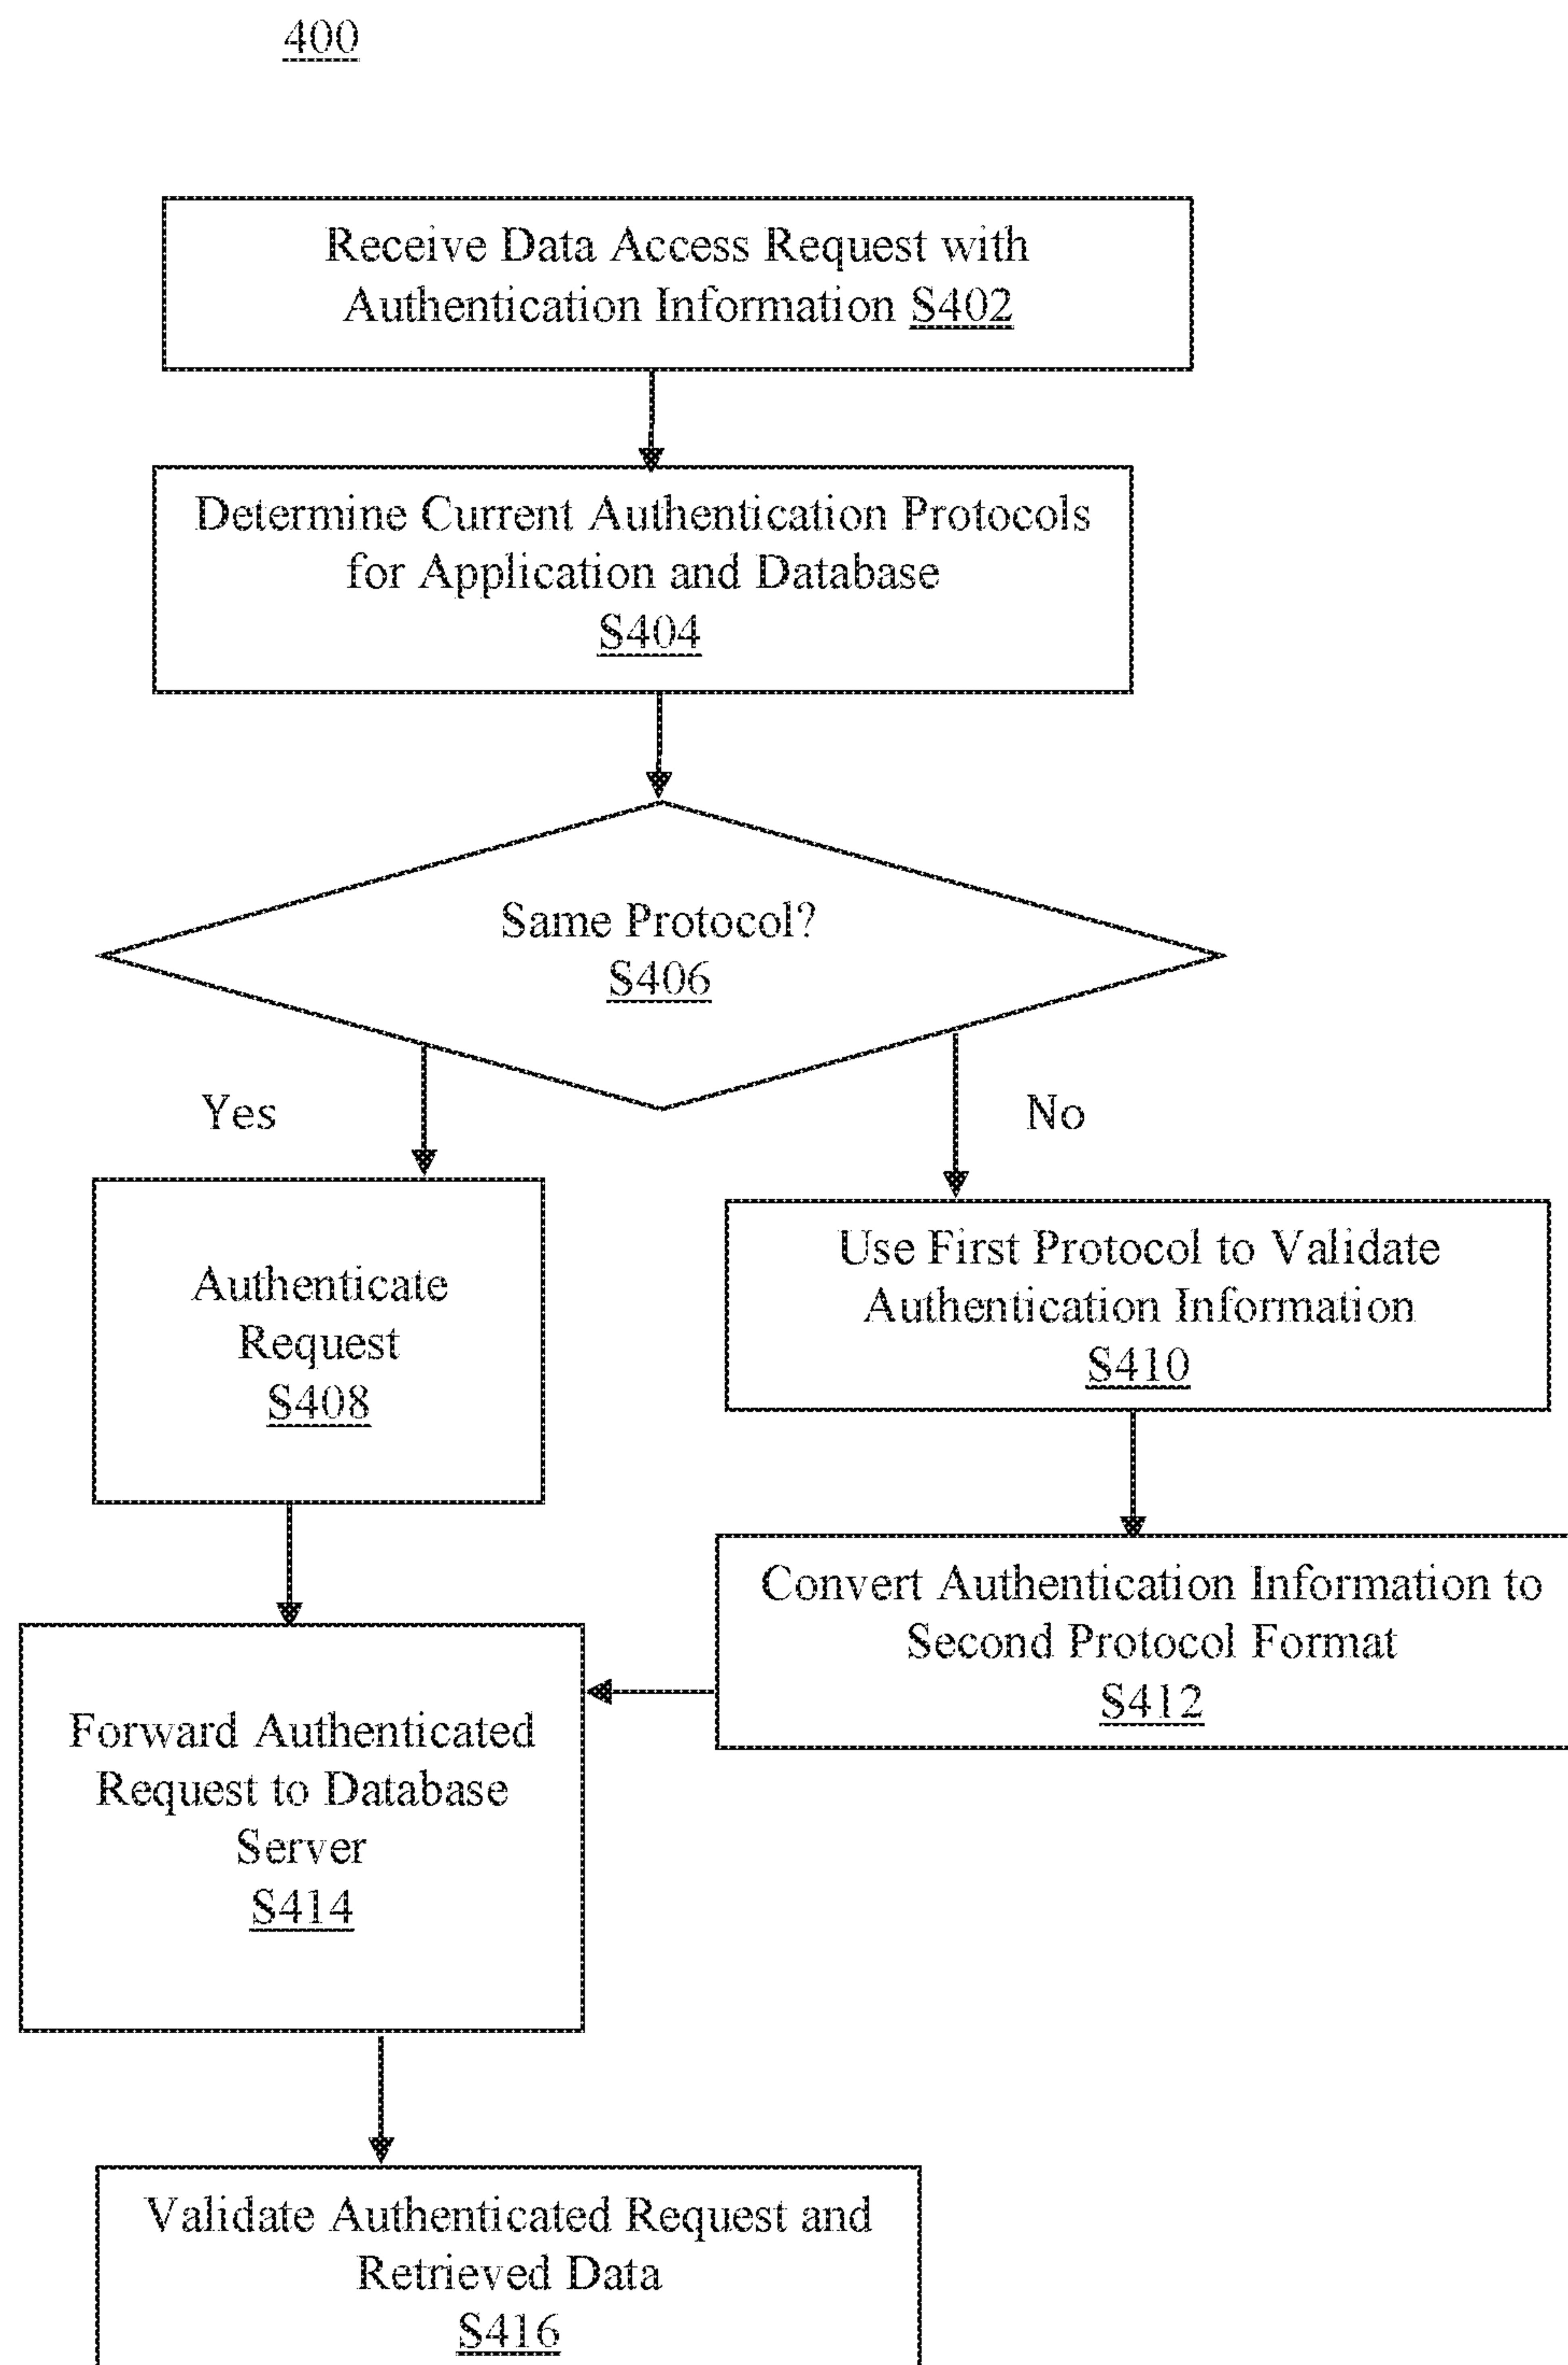 400
Receive Data Access Request with
Authentication Information S402
Determine Current Authentication Protocols
for Application and Database
S404
Same Protocol?
S406
Yes
No
Authenticate
Request
S408
Use First Protocol to Validate
Authentication Information
S410
Convert Authentication Information to
Second Protocol Format
S412
Forward Authenticated
Request to Database
Server
S414
Validate Authenticated Request and
Retrieved Data
S416